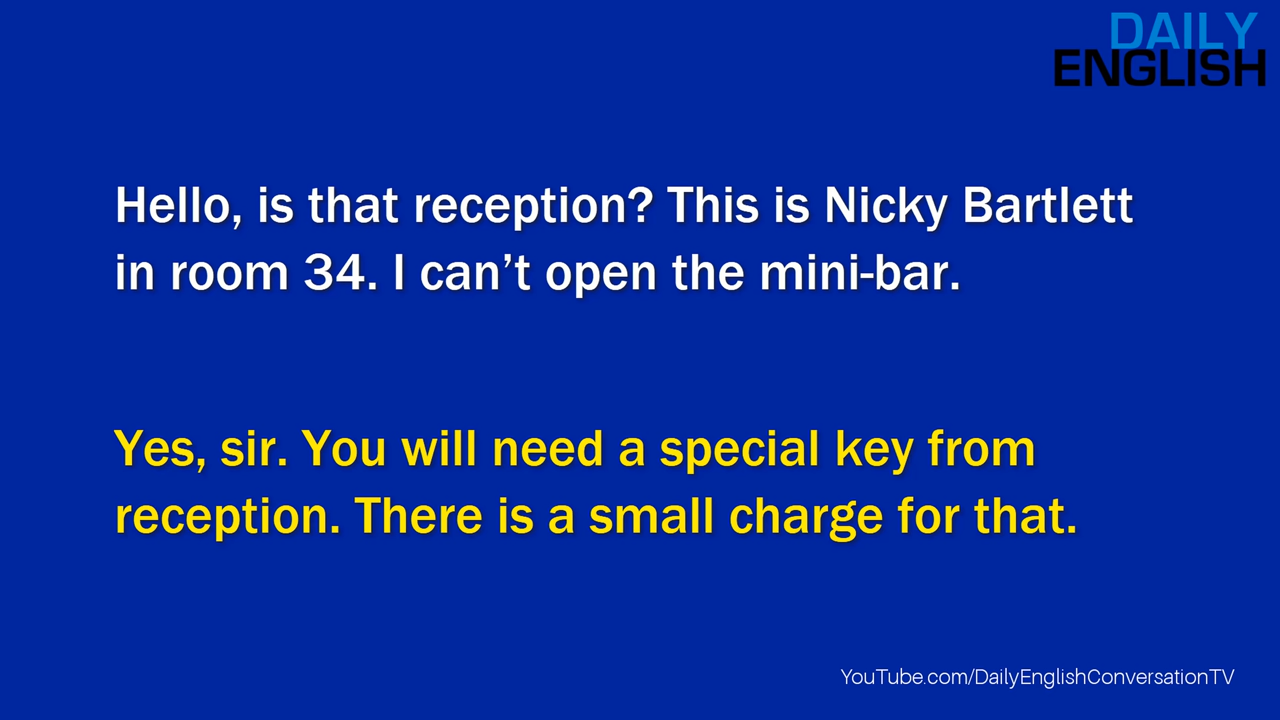 DAILY
ENGLISH
Hello, is that reception? This is Nicky Bartlett
in room 34. I can’t open the mini-bar.
Yes, sir. You will need a special key from
reception. There is a small charge for that.
YouTube.com/DailyEnglishConversationTV